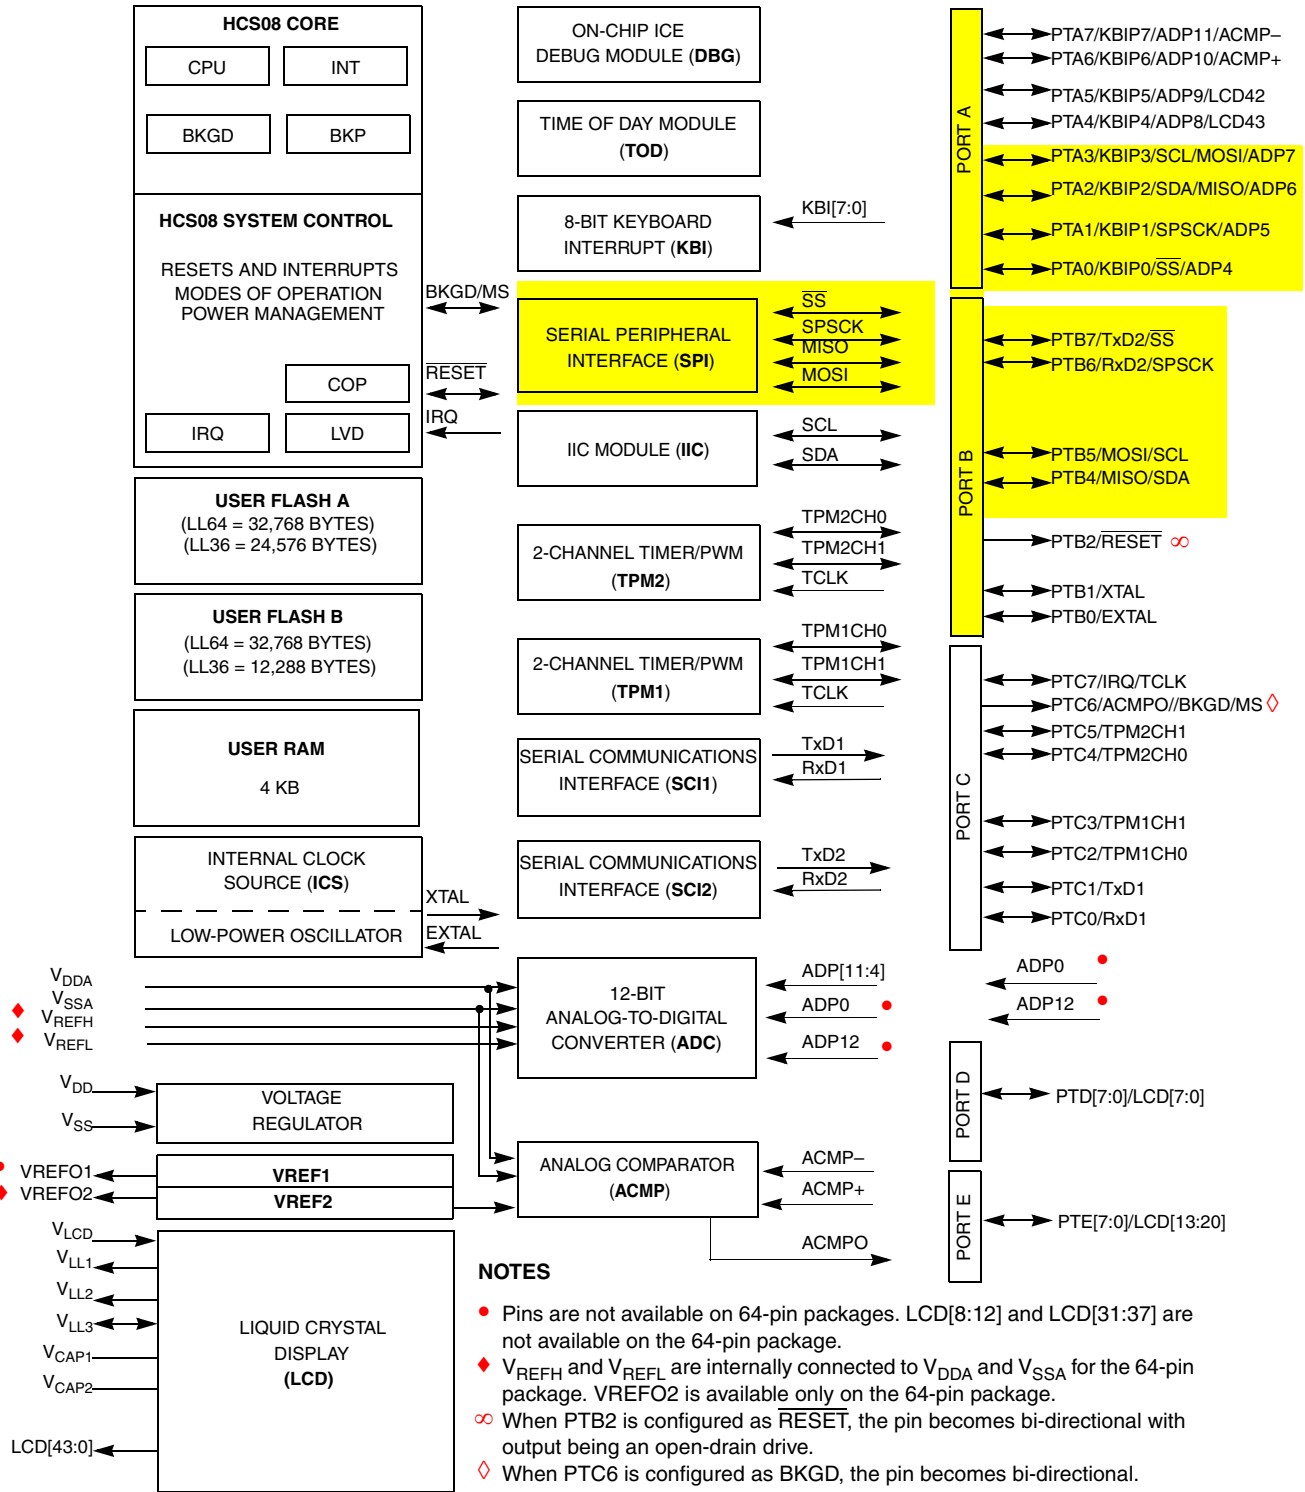 HCS08 CORE
CPU
INT
BKGD
BKP
HCS08 SYSTEM CONTROL
RESETS AND INTERRUPTS
MODES OF OPERATION
POWER MANAGEMENT
COP
IRQ
LVD
BKGD/MS
RESET
IRQ
USER FLASH A
(LL64 = 32,768 BYTES)
(LL36 = 24,576 BYTES)
USER FLASH B
(LL64 = 32,768 BYTES)
(LL36 = 12,288 BYTES)
USER RAM
4 KB
INTERNAL CLOCK
SOURCE (ICS)
LOW-POWER OSCILLATOR
XTAL
EXTAL
VDDA
VSSA
♦ VREFH
♦ VREFL
VDD
VSS
VOLTAGE
REGULATOR
• VREFO1
♦ VREFO2
VREF1
VREF2
VLCD
VLL1
VLL2
VLL3
VCAP1
VCAP2
LCD[43:0]
LIQUID CRYSTAL
DISPLAY
(LCD)
ON-CHIP ICE
DEBUG MODULE (DBG)
TIME OF DAY MODULE
(TOD)
8-BIT KEYBOARD
INTERRUPT (KBI)
KBI[7:0]
SERIAL PERIPHERAL
INTERFACE (SPI)
SS
SPSCK
MISO
MOSI
IIC MODULE (IIC)
SCL
SDA
2-CHANNEL TIMER/PWM
(TPM2)
TPM2CH0
TPM2CH1
TCLK
2-CHANNEL TIMER/PWM
(TPM1)
TPM1CH0
TPM1CH1
TCLK
SERIAL COMMUNICATIONS
INTERFACE (SCI1)
TxD1
RxD1
SERIAL COMMUNICATIONS
INTERFACE (SCI2)
TxD2
RxD2
12-BIT
ANALOG-TO-DIGITAL
CONVERTER (ADC)
ADP[11:4]
ADP0 •
ADP12 •
ANALOG COMPARATOR
(ACMP)
ACMP–
ACMP+
ACMPO
PORT A
PTA7/KBIP7/ADP11/ACMP–
PTA6/KBIP6/ADP10/ACMP+
PTA5/KBIP5/ADP9/LCD42
PTA4/KBIP4/ADP8/LCD43
PTA3/KBIP3/SCL/MOSI/ADP7
PTA2/KBIP2/SDA/MISO/ADP6
PTA1/KBIP1/SPSCK/ADP5
PTA0/KBIP0/SS/ADP4
PORT B
PTB7/TxD2/SS
PTB6/RxD2/SPSCK
PTB5/MOSI/SCL
PTB4/MISO/SDA
PTB2/RESET ∞
PTB1/XTAL
PTB0/EXTAL
PORT C
PTC7/IRQ/TCLK
PTC6/ACMPO//BKGD/MS ◊
PTC5/TPM2CH1
PTC4/TPM2CH0
PTC3/TPM1CH1
PTC2/TPM1CH0
PTC1/TxD1
PTC0/RxD1
ADP0 •
ADP12 •
PORT D
PTD[7:0]/LCD[7:0]
PORT E
PTE[7:0]/LCD[13:20]
NOTES
• Pins are not available on 64-pin packages. LCD[8:12] and LCD[31:37] are
not available on the 64-pin package.
♦ VREFH and VREFL are internally connected to VDDA and VSSA for the 64-pin
package. VREFO2 is available only on the 64-pin package.
∞ When PTB2 is configured as RESET, the pin becomes bi-directional with
output being an open-drain drive.
◊ When PTC6 is configured as BKGD, the pin becomes bi-directional.